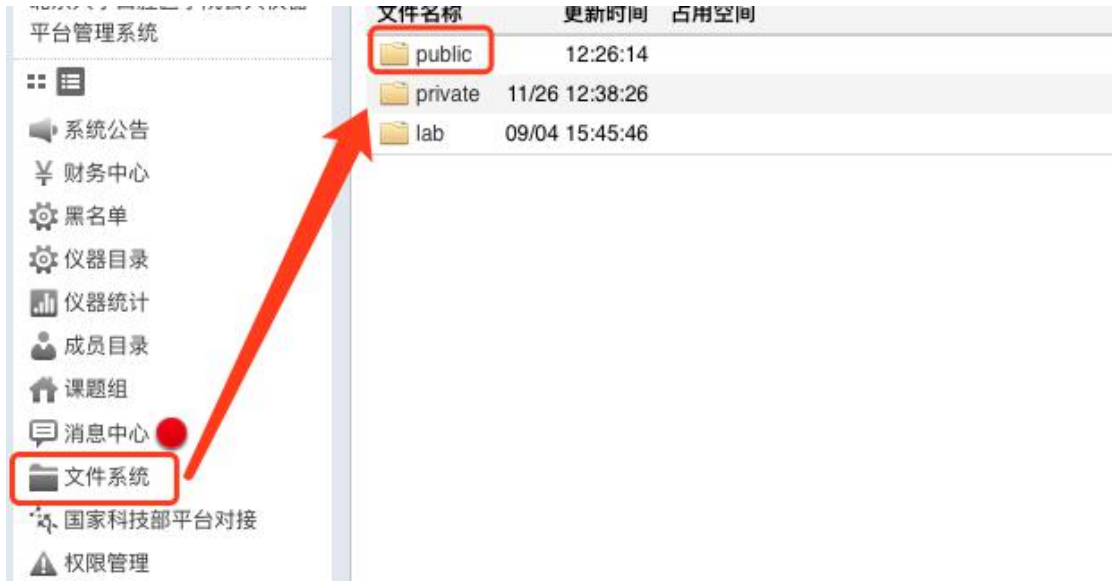 平台管理系统
系统公告
财务中心
黑名单
仪器目录
仪器统计
成员目录
课题组
消息中心
文件系统
国家科技部平台对接
权限管理
文件名称 更新时间 占用空间
public 12:26:14
private 11/26 12:38:26
lab 09/04 15:45:46